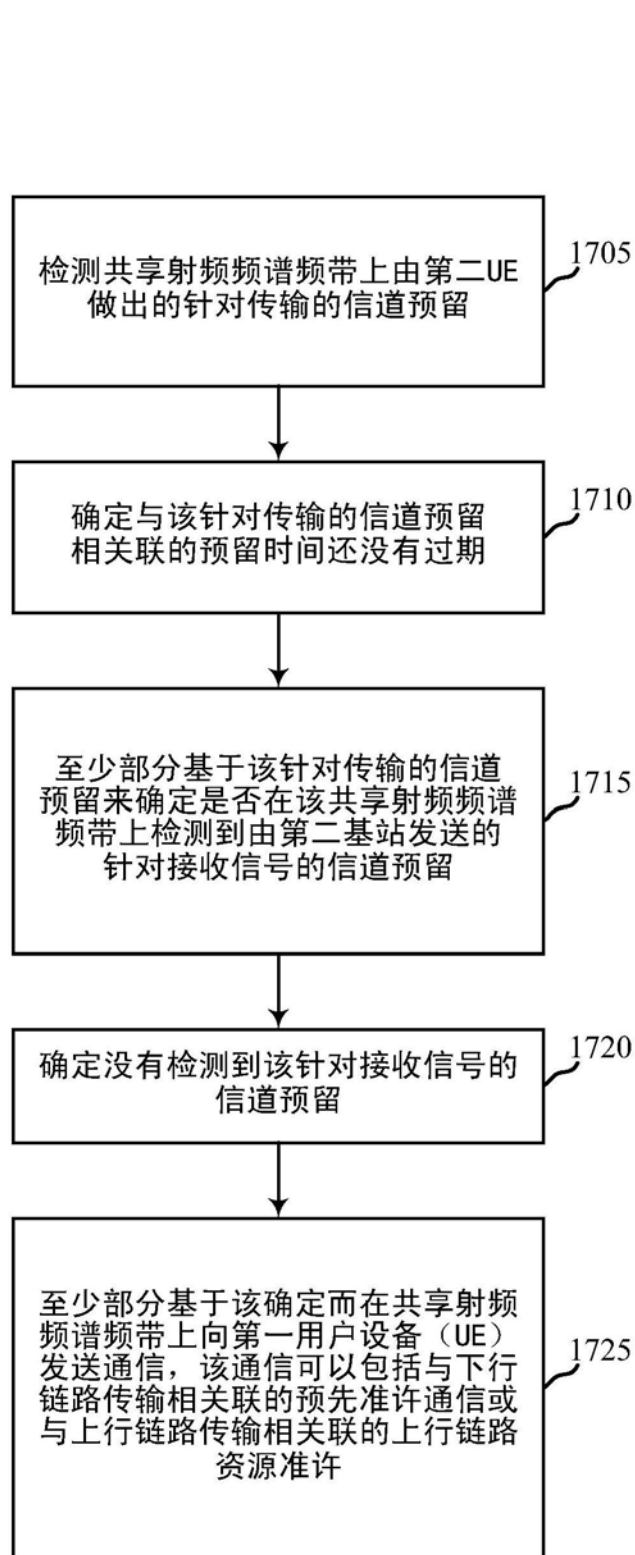 检测共享射频频谱频带上由第二UE
做出的针对传输的信道预留
1705
确定与该针对传输的信道预留
相关联的预留时间还没有过期
1710
至少部分基于该针对传输的信道
预留来确定是否在该共享射频频谱
频带上检测到由第二基站发送的
针对接收信号的信道预留
1715
确定没有检测到该针对接收信号的
信道预留
1720
至少部分基于该确定而在共享射频
频谱频带上向第一用户设备（UE）
发送通信，该通信可以包括与下行
链路传输相关联的预先准许通信或
与上行链路传输相关联的上行链路
资源准许
1725